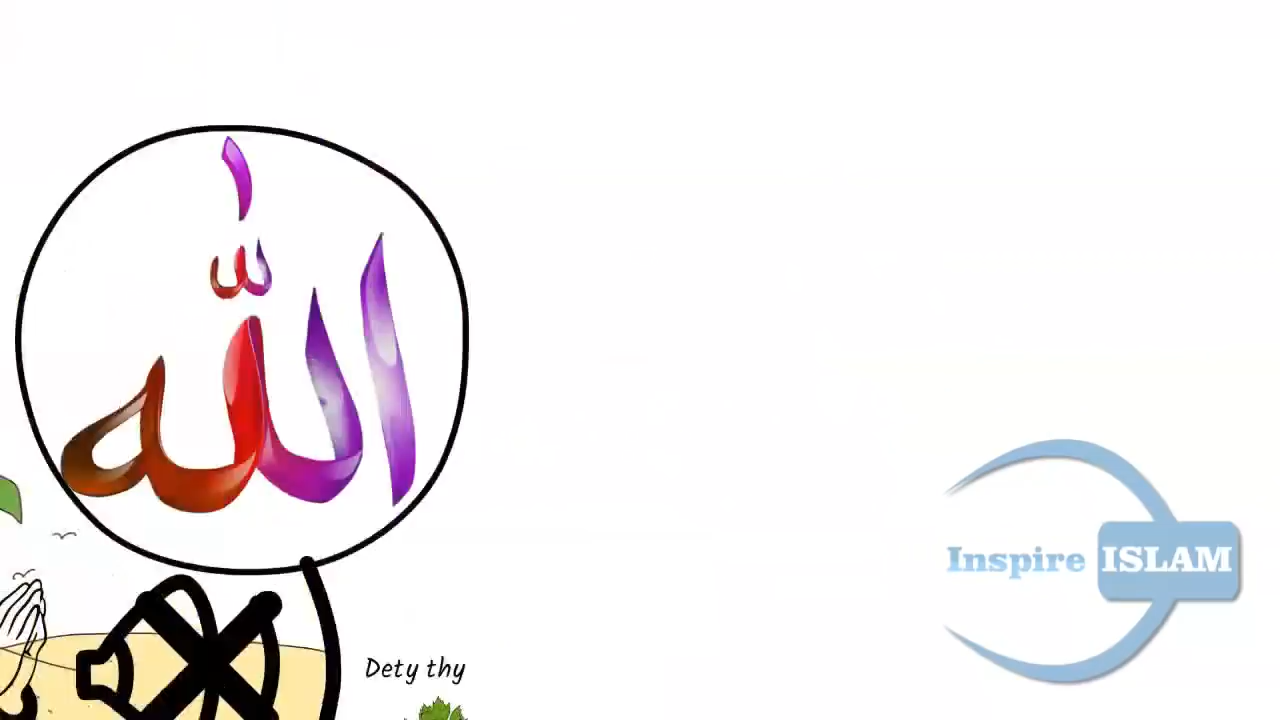 الله
Inspire ISLAM
Dety thy